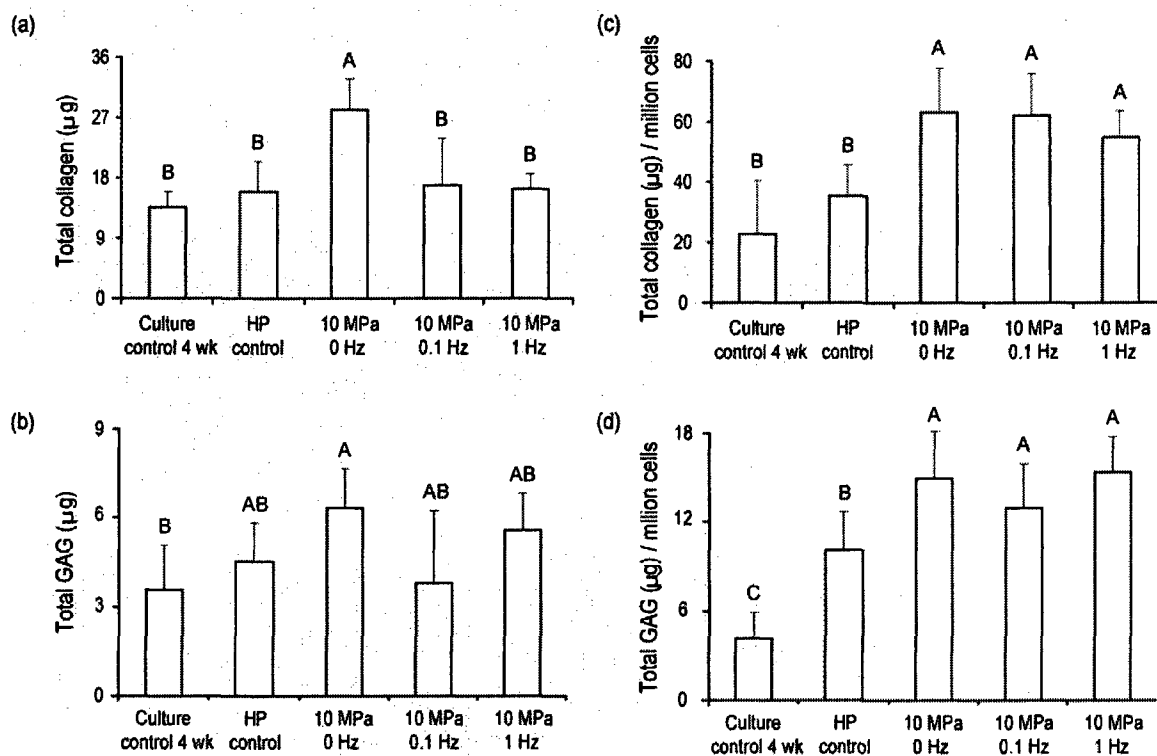 (a)
Total collagen (µg)
36
27
18
9
0
B
B
A
B
B
Culture
control 4 wk
HP
control
10 MPa
0 Hz
10 MPa
0.1 Hz
10 MPa
1 Hz
(c)
Total collagen (µg) / million cells
80
60
40
20
0
B
B
A
A
A
Culture
control 4 wk
HP
control
10 MPa
0 Hz
10 MPa
0.1 Hz
10 MPa
1 Hz
(b)
Total GAG (µg)
9
6
3
0
B
AB
A
AB
AB
Culture
control 4 wk
HP
control
10 MPa
0 Hz
10 MPa
0.1 Hz
10 MPa
1 Hz
(d)
Total GAG (µg) / million cells
18
12
6
0
C
B
A
A
A
Culture
control 4 wk
HP
control
10 MPa
0 Hz
10 MPa
0.1 Hz
10 MPa
1 Hz